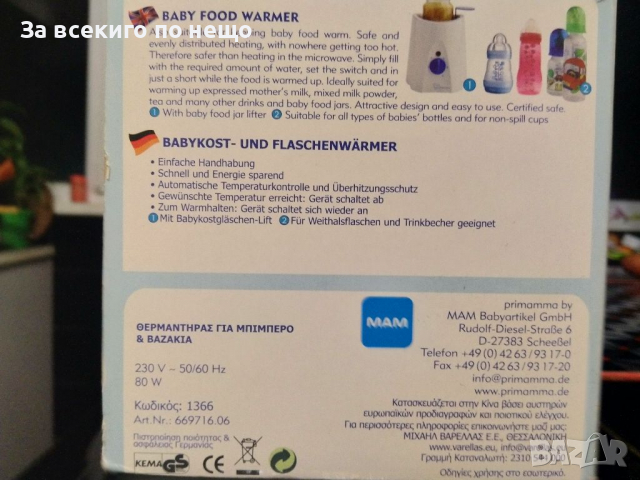 За всекиго по нещо
BABY FOOD WARMER
baby food warm. Safe and
evenly distributed heating, with nowhere getting too hot.
Therefore safer than heating in the microwave. Simply fill
with the required amount of water, set the switch and in
just a short while the food is warmed up. Ideally suited for
warming up expressed mother's milk, mixed milk powder,
tea and many other drinks and baby food jars. Attractive design and easy to use. Certified safe.
1 With baby food jar lifter 2 Suitable for all types of babies' bottles and for non-spill cups
1 2
BABYKOST- UND FLASCHENWÄRMER
• Einfache Handhabung
• Schnell und Energie sparend
• Automatische Temperaturkontrolle und Überhitzungsschutz
• Gewünschte Temperatur erreicht: Gerät schaltet ab
• Zum Warmhalten: Gerät schaltet sich wieder an
1 Mit Babykostgläschen-Lift 2 Für Weithalsflaschen und Trinkbecher geeignet
ΘΕΡΜΑΝΤΗΡΑΣ ΓΙΑ ΜΠΙΜΠΕΡΟ
& ΒΑΖΑΚΙΑ
230 V – 50/60 Hz
80 W
Κωδικός: 1366
Art.Nr.: 669716.06
Πιστοποίηση ποιότητας &
ασφάλειας Γερμανίας
KEMA GS CE
MAM
primamma by
MAM Babyartikel GmbH
Rudolf-Diesel-Straße 6
D-27383 Scheeßel
Telefon +49(0) 42 63/93 17-0
Fax +49(0) 42 63/93 17-20
info@primamma.de
www.primamma.de
Κατασκευάζεται στην Κίνα βάσει αυστηρών
ευρωπαϊκών προδιαγραφών και ποιοτικού ελέγχου.
Για περισσότερες πληροφορίες επικοινωνήστε μαζί μας:
ΜΙΧΑΗΛ ΒΑΡΕΛΛΑΣ Ε.Ε., ΘΕΣΣΑΛΟΝΙΚΗ
www.varellas.eu,
Γραμμή Καταναλωτή: 2310
Οδηγίες χρήσης στο εσωτερικό.
BAZAR